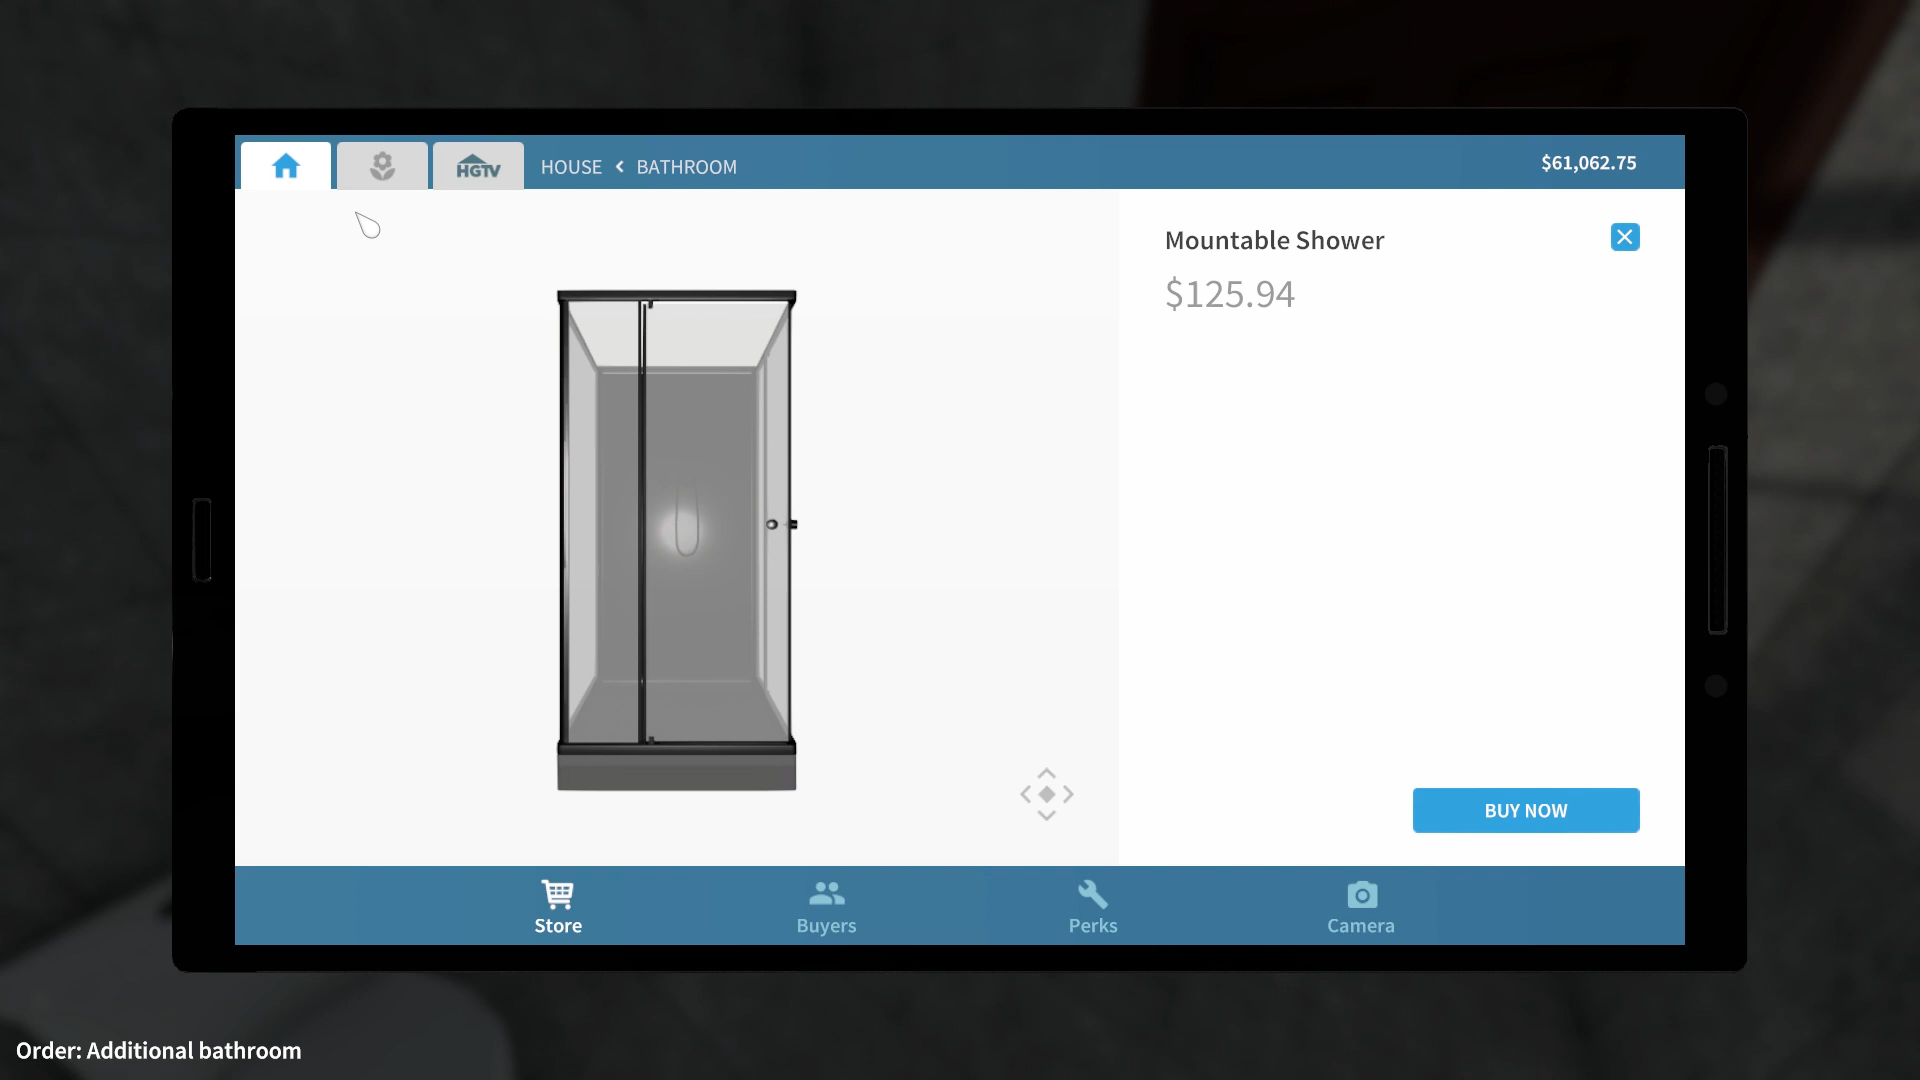 HGTV
HOUSE < BATHROOM
$61,062.75
Mountable Shower
$125.94
BUY NOW
Store
Buyers
Perks
Camera
Order: Additional bathroom